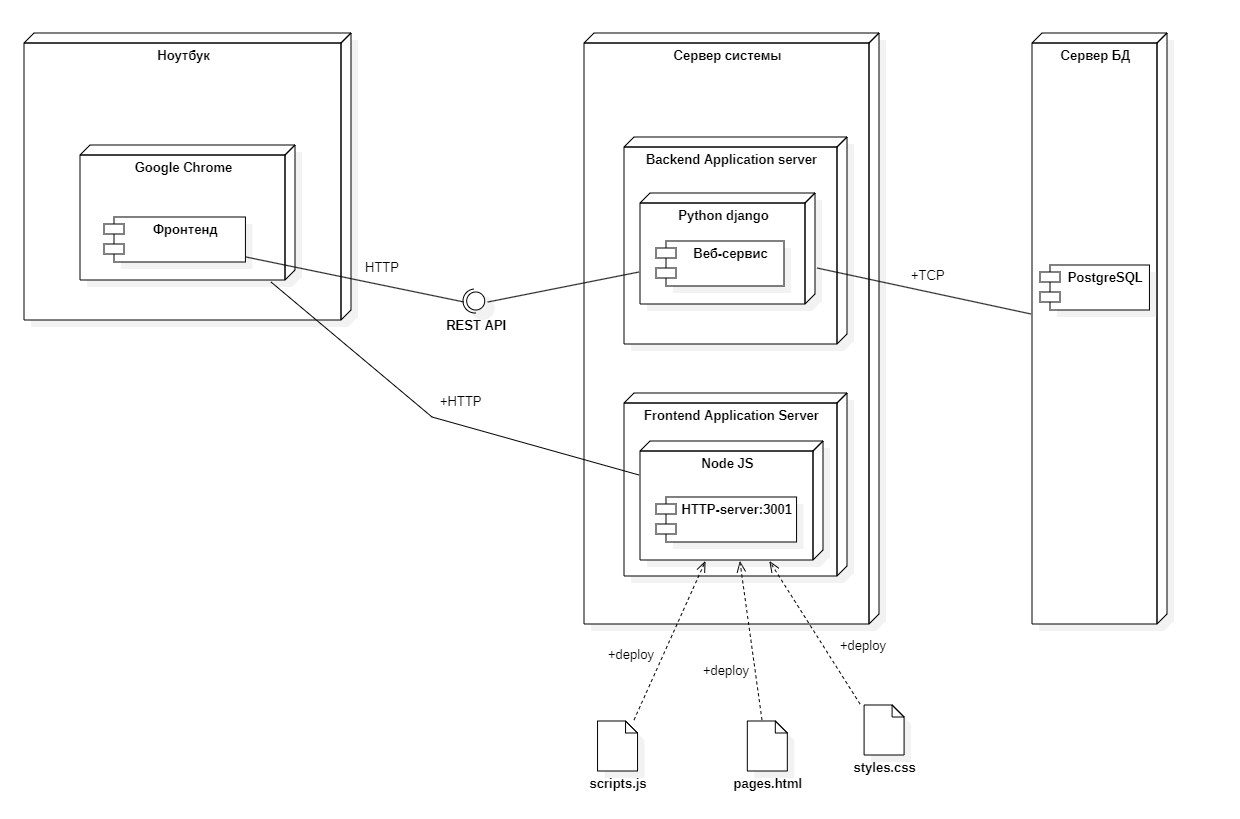 Ноутбук
Сервер системы
Сервер БД
Google Chrome
Backend Application server
Python django
Фронтенд
Веб-сервис
HTTP
+TCP
PostgreSQL
REST API
+HTTP
Frontend Application Server
Node JS
HTTP-server:3001
+deploy
+deploy
+deploy
scripts.js
pages.html
styles.css